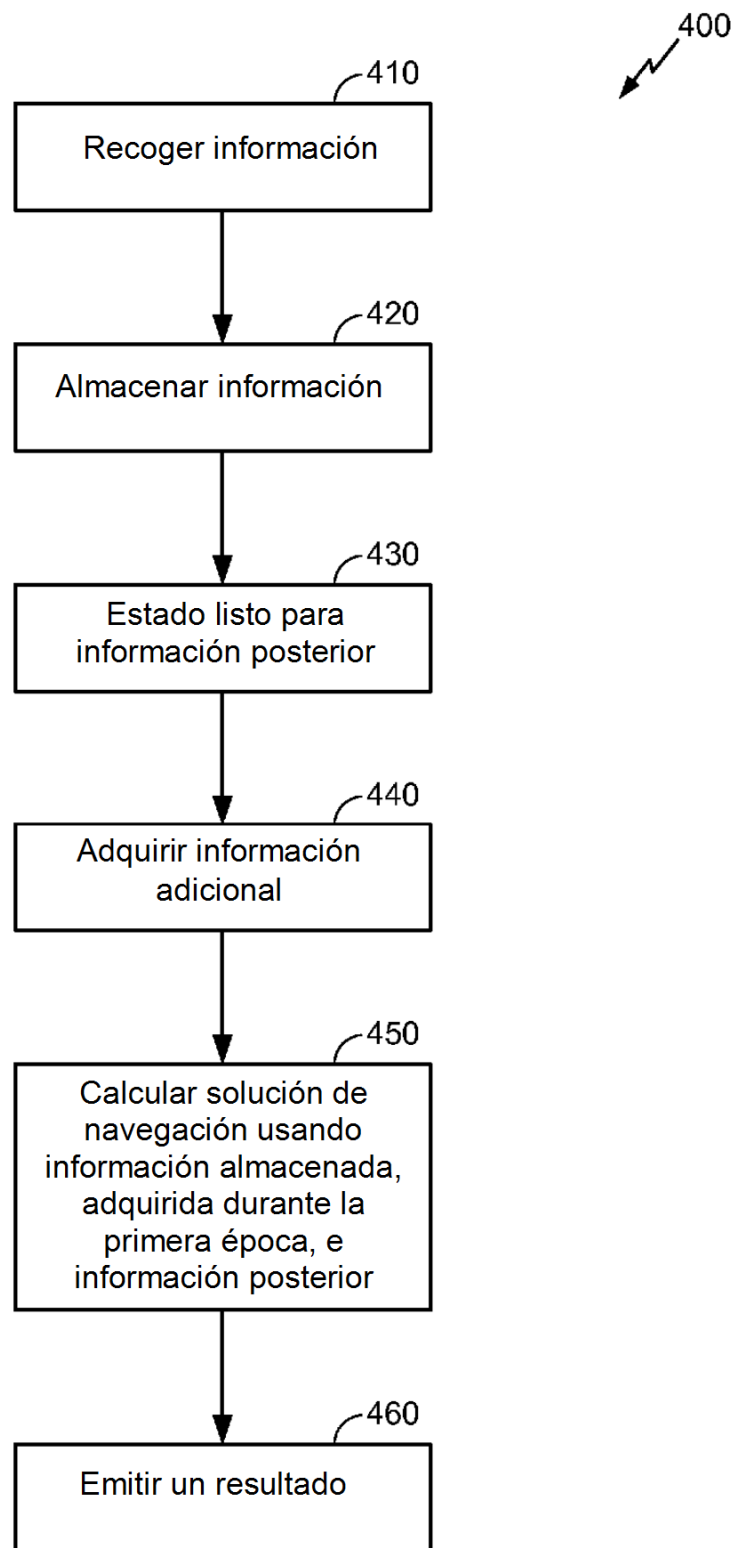 400
410
Recoger información
420
Almacenar información
430
Estado listo para
información posterior
440
Adquirir información
adicional
450
Calcular solución de
navegación usando
información almacenada,
adquirida durante la
primera época, e
información posterior
460
Emitir un resultado